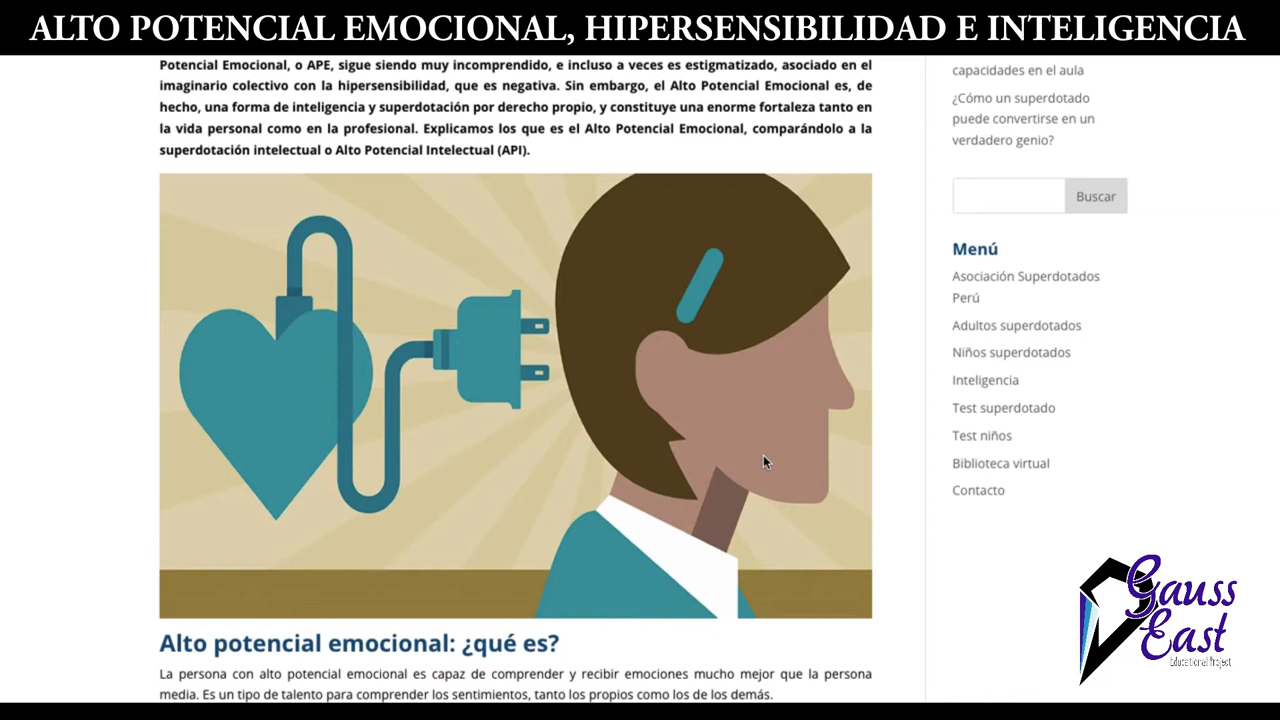 ALTO POTENCIAL EMOCIONAL, HIPERSENSIBILIDAD E INTELIGENCIA
Potencial Emocional, o APE, sigue siendo muy incomprendido, e incluso a veces es estigmatizado, asociado en el
imaginario colectivo con la hipersensibilidad, que es negativa. Sin embargo, el Alto Potencial Emocional es, de
hecho, una forma de inteligencia y superdotación por derecho propio, y constituye una enorme fortaleza tanto en
la vida personal como en la profesional. Explicamos los que es el Alto Potencial Emocional, comparándolo a la
superdotación intelectual o Alto Potencial Intelectual (API).
Alto potencial emocional: ¿qué es?
La persona con alto potencial emocional es capaz de comprender y recibir emociones mucho mejor que la persona
media. Es un tipo de talento para comprender los sentimientos, tanto los propios como los de los demás.
capacidades en el aula
¿Cómo un superdotado
puede convertirse en un
verdadero genio?
Buscar
Menú
Asociación Superdotados
Perú
Adultos superdotados
Niños superdotados
Inteligencia
Test superdotado
Test niños
Biblioteca virtual
Contacto
Gauss
East
Educational Project